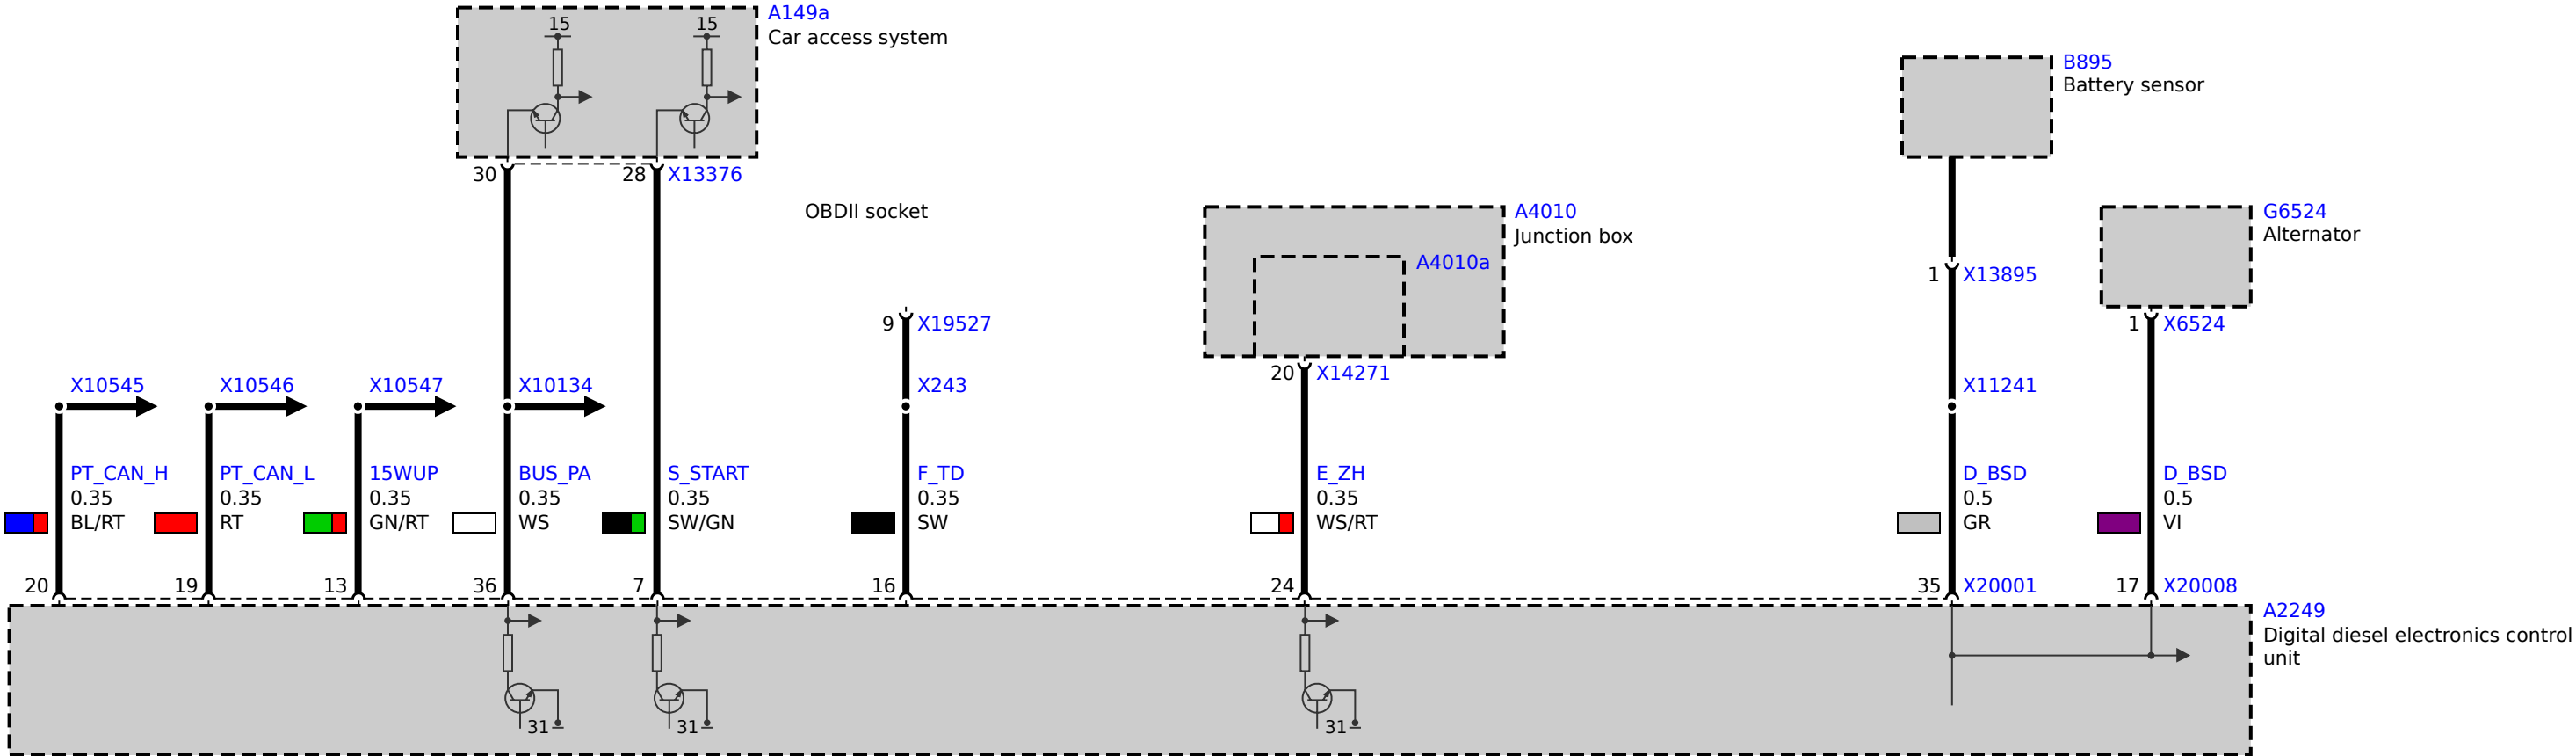 A149a
Car access system
15
15
B895
Battery sensor
30
28
X13376
OBDII socket
A4010
Junction box
A4010a
G6524
Alternator
1
X13895
9
X19527
1
X6524
20
X14271
X10545
X10546
X10547
X10134
X243
X11241
PT_CAN_H
0.35
BL/RT
PT_CAN_L
0.35
RT
15WUP
0.35
GN/RT
BUS_PA
0.35
WS
S_START
0.35
SW/GN
F_TD
0.35
SW
E_ZH
0.35
WS/RT
D_BSD
0.5
GR
D_BSD
0.5
VI
20
19
13
36
7
16
24
35
X20001
17
X20008
A2249
Digital diesel electronics control
unit
31
31
31